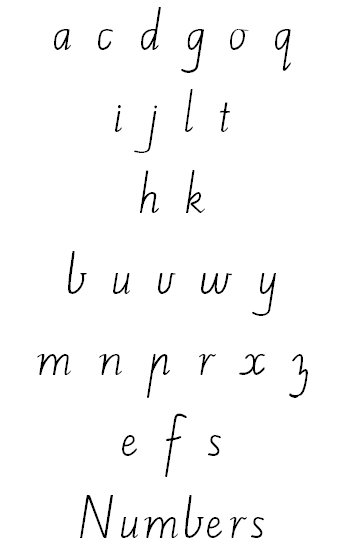 a c d g o q
i j l t
h k
b u v w y
m n p r x z
e f s
Numbers